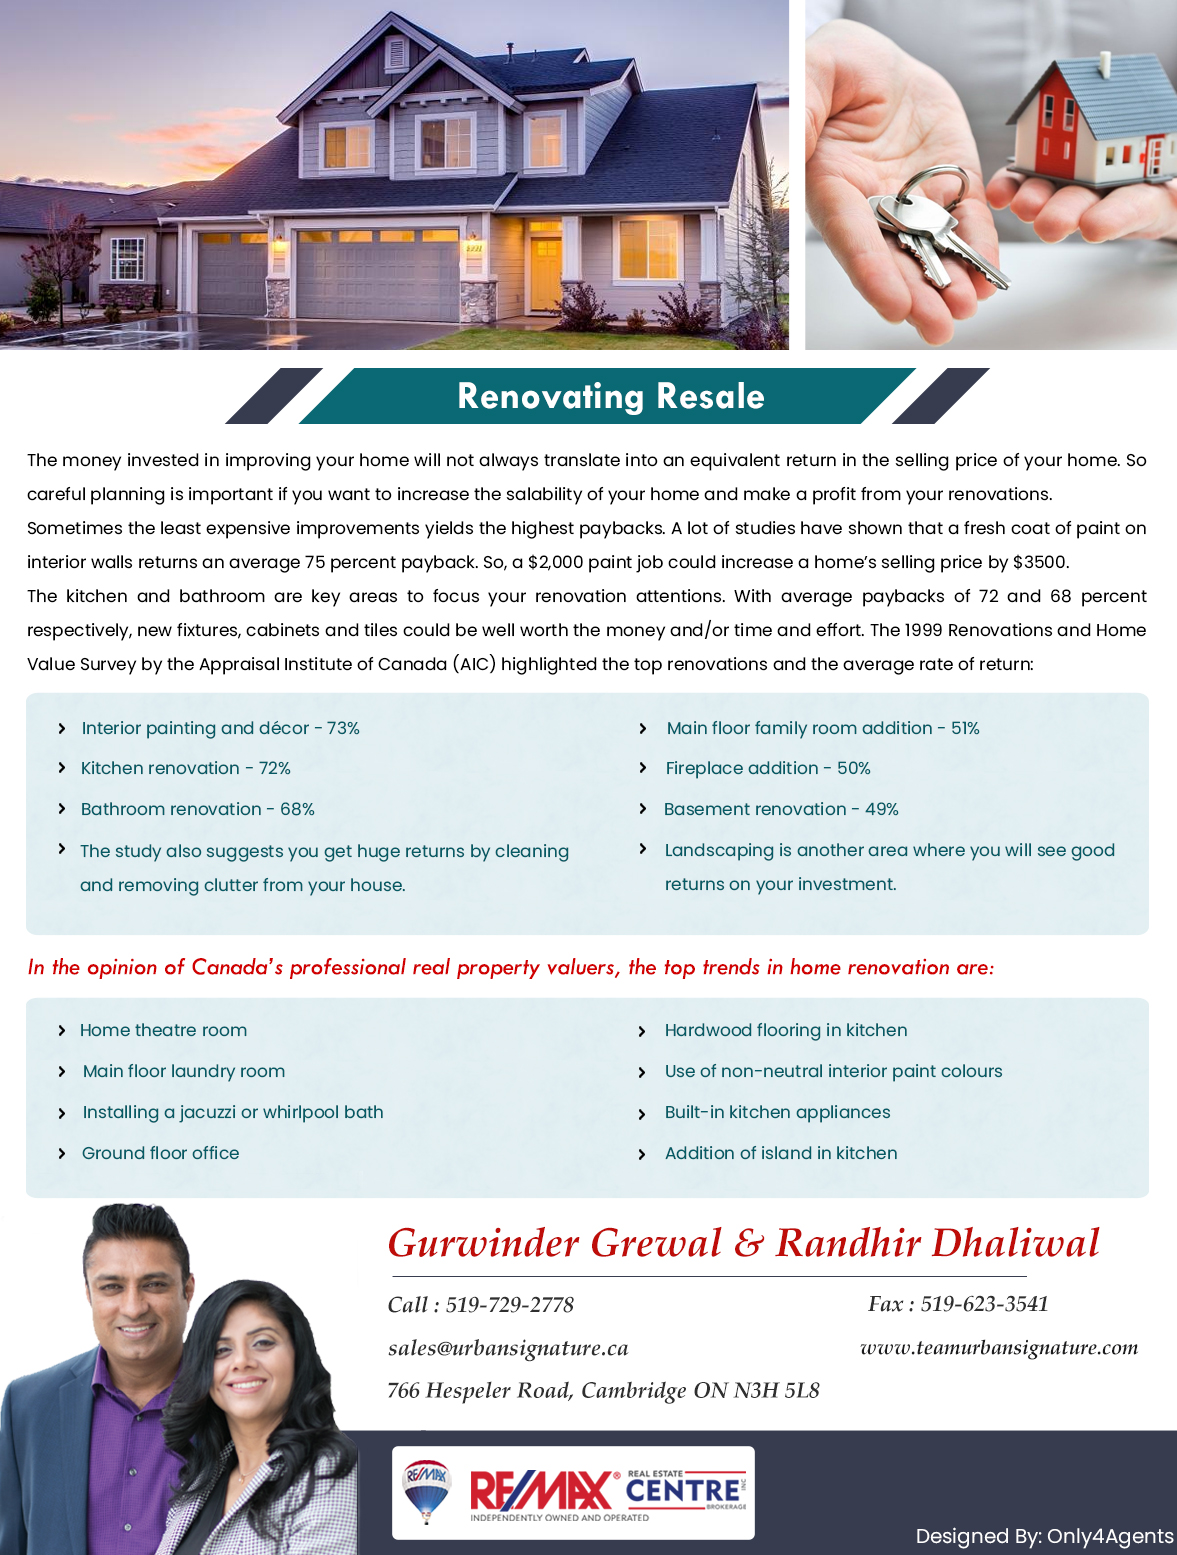 Renovating Resale
The money invested in improving your home will not always translate into an equivalent return in the selling price of your home. So
careful planning is important if you want to increase the salability of your home and make a profit from your renovations.
Sometimes the least expensive improvements yields the highest paybacks. A lot of studies have shown that a fresh coat of paint on
interior walls returns an average 75 percent payback. So, a $2,000 paint job could increase a home’s selling price by $3500.
The kitchen and bathroom are key areas to focus your renovation attentions. With average paybacks of 72 and 68 percent
respectively, new fixtures, cabinets and tiles could be well worth the money and/or time and effort. The 1999 Renovations and Home
Value Survey by the Appraisal Institute of Canada (AIC) highlighted the top renovations and the average rate of return:
Interior painting and décor - 73%
Kitchen renovation - 72%
Bathroom renovation - 68%
The study also suggests you get huge returns by cleaning
and removing clutter from your house.
Main floor family room addition - 51%
Fireplace addition - 50%
Basement renovation - 49%
Landscaping is another area where you will see good
returns on your investment.
In the opinion of Canada’s professional real property valuers, the top trends in home renovation are:
Home theatre room
Main floor laundry room
Installing a jacuzzi or whirlpool bath
Ground floor office
Hardwood flooring in kitchen
Use of non-neutral interior paint colours
Built-in kitchen appliances
Addition of island in kitchen
Gurwinder Grewal & Randhir Dhaliwal
Call : 519-729-2778
Fax : 519-623-3541
sales@urbansignature.ca
www.teamurbansignature.com
766 Hespeler Road, Cambridge ON N3H 5L8
RE/MAX
RE/MAX®
REAL ESTATE
CENTRE INC
BROKERAGE
INDEPENDENTLY OWNED AND OPERATED
Designed By: Only4Agents